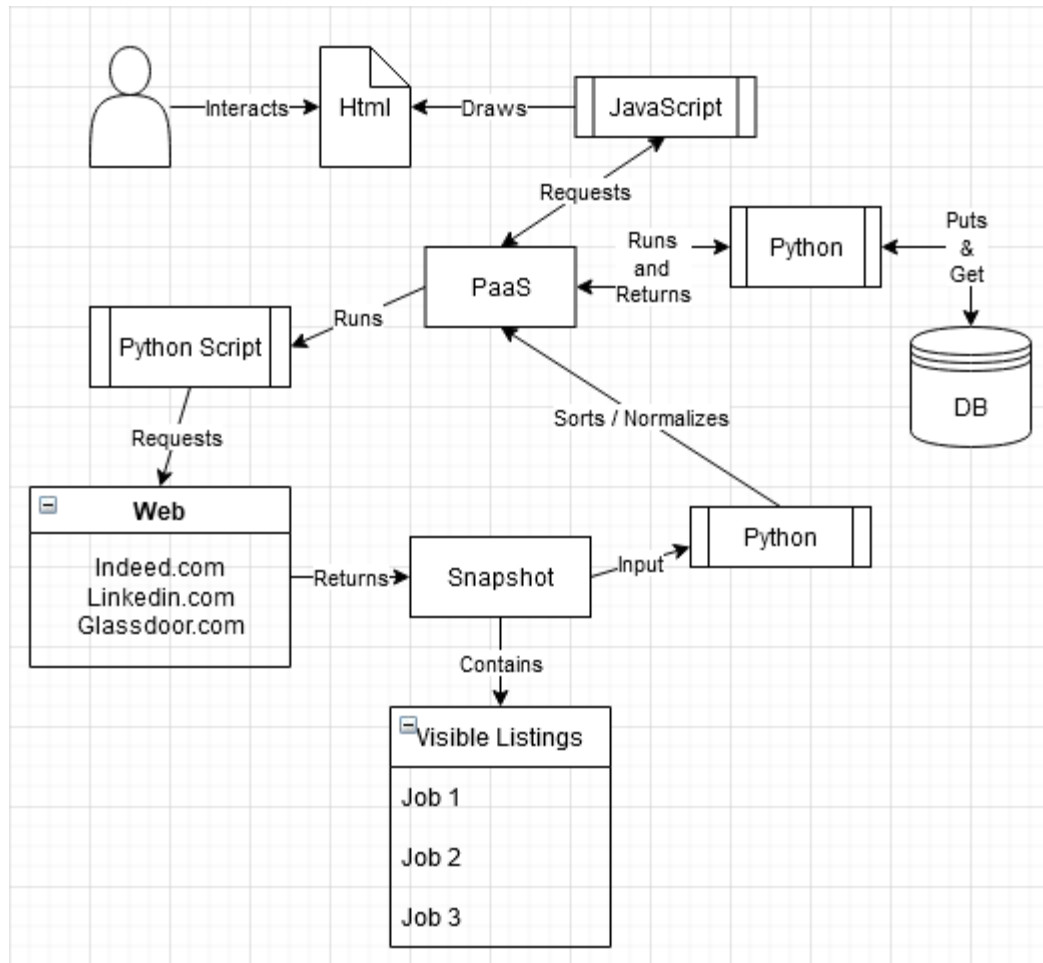 Interacts
Html
Draws
JavaScript
Requests
Runs
and
Returns
Python
Puts
&
Get
PaaS
Runs
Python Script
DB
Sorts / Normalizes
Requests
Web
Indeed.com
Linkedin.com
Glassdoor.com
Returns
Snapshot
Input
Python
Contains
Visible Listings
Job 1
Job 2
Job 3